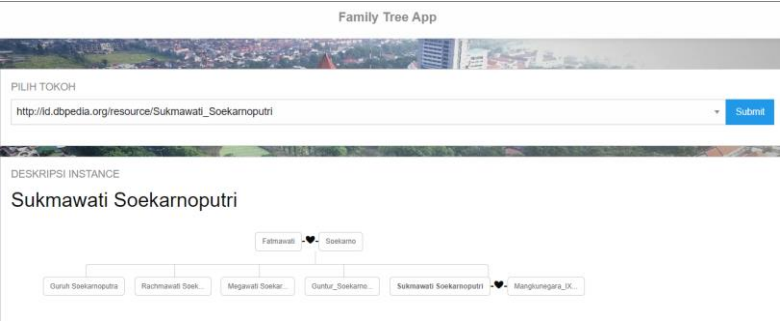 Family Tree App
PILIH TOKOH
http://id.dbpedia.org/resource/Sukmawati_Soekarnoputri
Submit
DESKRIPSI INSTANCE
Sukmawati Soekarnoputri
Fatmawati Soekarno
Guruh Soekarnoputra Rachmawati Soek... Megawati Soekar... Guntur_Soekarno... Sukmawati Soekarnoputri Mangkunegara_IX...